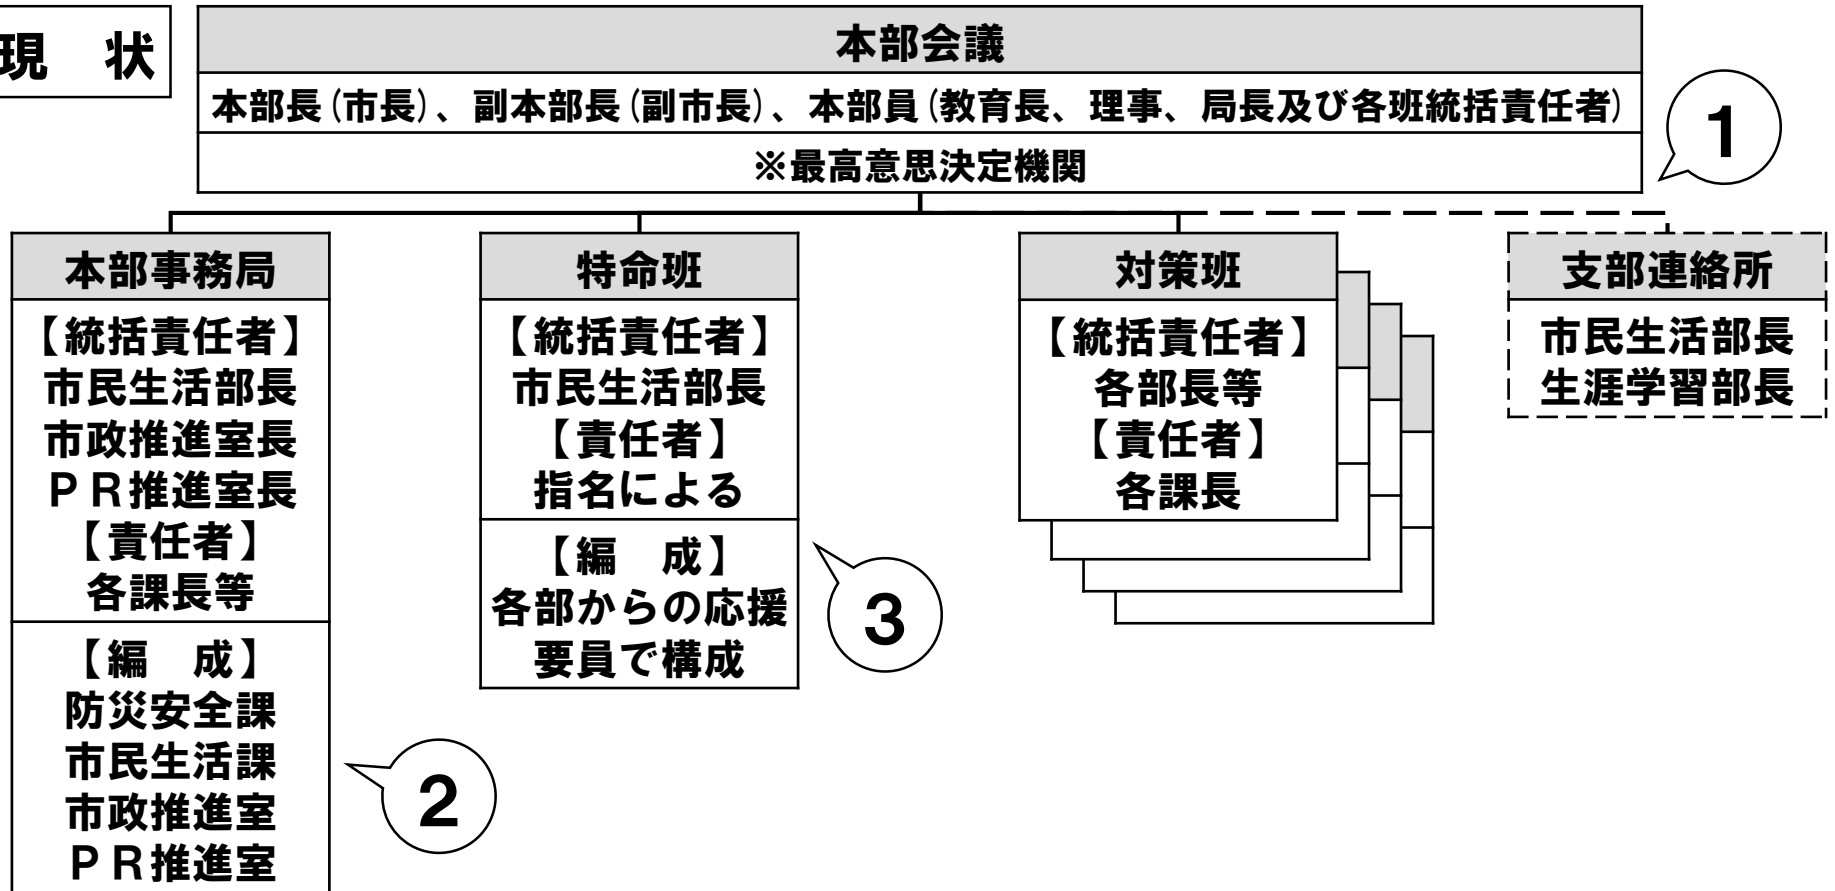 現　状
本部会議
本部長(市長)、副本部長(副市長)、本部員(教育長、理事、局長及び各班統括責任者)
※最高意思決定機関
1
本部事務局
【統括責任者】
市民生活部長
市政推進室長
ＰＲ推進室長
【責任者】
各課長等
【編　成】
防災安全課
市民生活課
市政推進室
ＰＲ推進室
2
特命班
【統括責任者】
市民生活部長
【責任者】
指名による
【編　成】
各部からの応援
要員で構成
3
対策班
【統括責任者】
各部長等
【責任者】
各課長
支部連絡所
市民生活部長
生涯学習部長